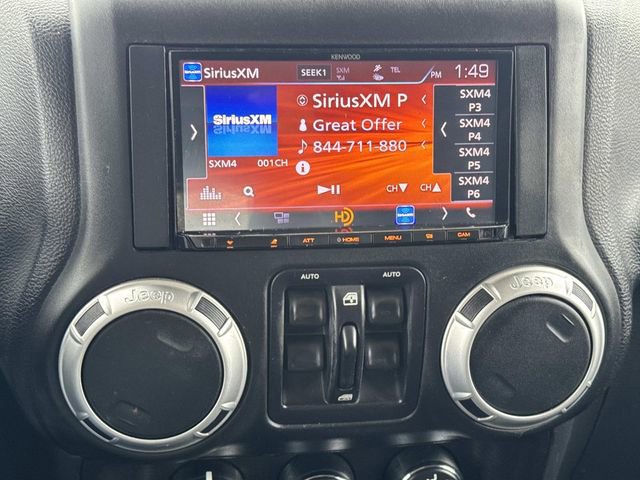 KENWOOD
SiriusXM SEEK1 SXM TEL PM 1:49
SiriusXM
SiriusXM P
Great Offer
844-711-880
SXM4 001CH
SXM4 P3
SXM4 P4
SXM4 P5
SXM4 P6
CH▼ CH▲
HD
ATT HOME MENU CAM
AUTO AUTO
Jeep
Jeep